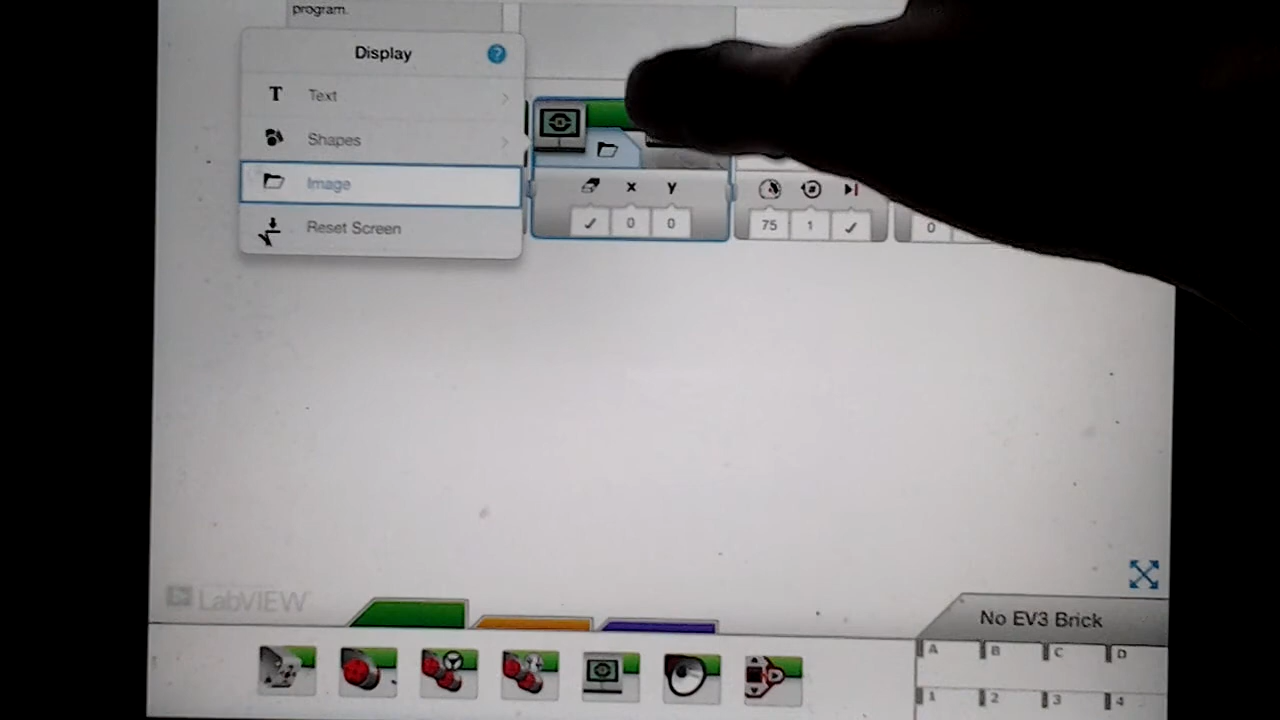 program.
Display ?
T Text
Shapes
Image
Reset Screen
x y
0 0
75 1
0
LabVIEW
No EV3 Brick
A B C D
1 2 3 4